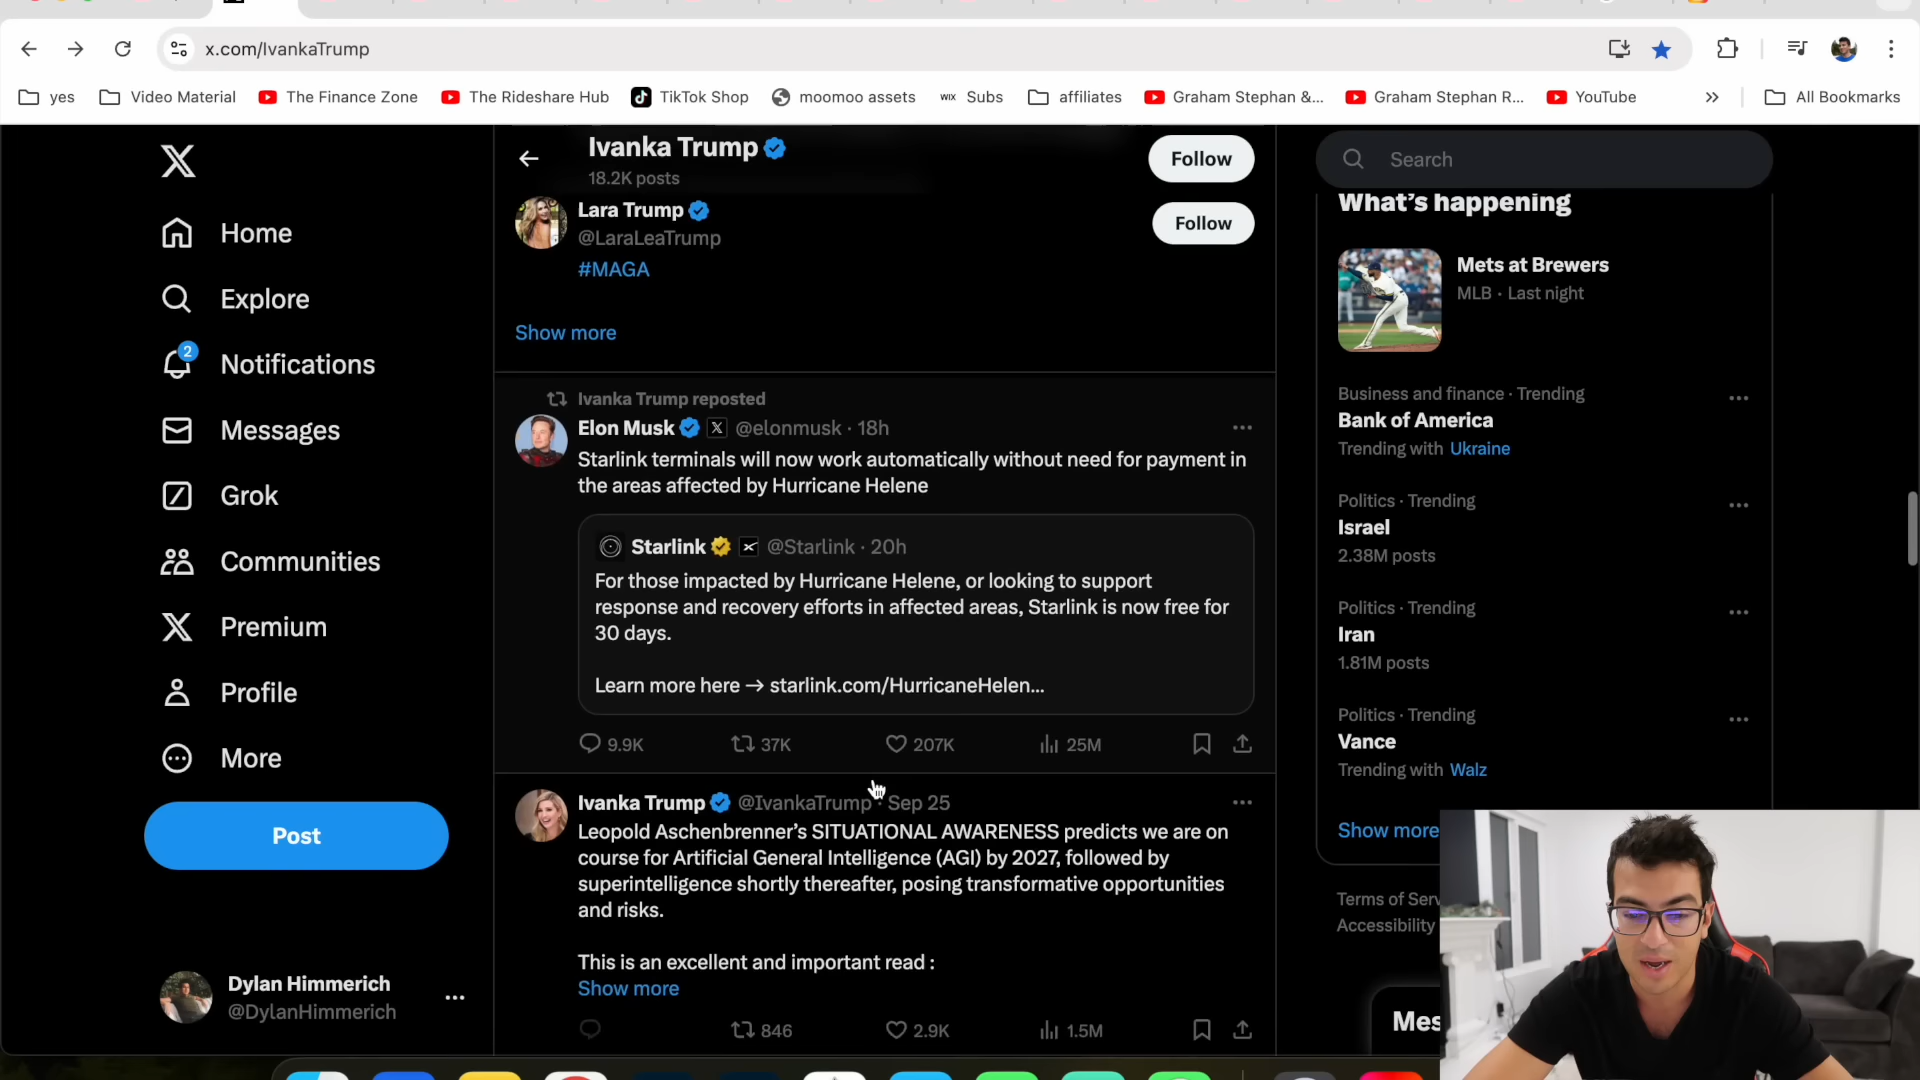 x.com/IvankaTrump
yes
Video Material
The Finance Zone
The Rideshare Hub
TikTok Shop
moomoo assets
WIX Subs
affiliates
Graham Stephan &...
Graham Stephan R...
YouTube
All Bookmarks
Home
Explore
2
Notifications
Messages
Grok
Communities
Premium
Profile
More
Post
Dylan Himmerich
@DylanHimmerich
Ivanka Trump
18.2K posts
Follow
Lara Trump
@LaraLeaTrump
Follow
#MAGA
Show more
Ivanka Trump reposted
Elon Musk @elonmusk · 18h
Starlink terminals will now work automatically without need for payment in
the areas affected by Hurricane Helene
Starlink @Starlink · 20h
For those impacted by Hurricane Helene, or looking to support
response and recovery efforts in affected areas, Starlink is now free for
30 days.
Learn more here → starlink.com/HurricaneHelen...
9.9K 37K 207K 25M
Ivanka Trump @IvankaTrump · Sep 25
Leopold Aschenbrenner’s SITUATIONAL AWARENESS predicts we are on
course for Artificial General Intelligence (AGI) by 2027, followed by
superintelligence shortly thereafter, posing transformative opportunities
and risks.
This is an excellent and important read :
Show more
846 2.9K 1.5M
Search
What’s happening
Mets at Brewers
MLB · Last night
Business and finance · Trending
Bank of America
Trending with Ukraine
Politics · Trending
Israel
2.38M posts
Politics · Trending
Iran
1.81M posts
Politics · Trending
Vance
Trending with Walz
Show more
Terms of Serv
Accessibility
Mes